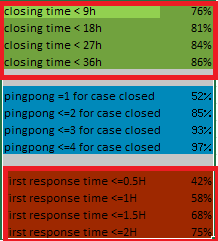 closing time < 9h 76%
closing time < 18h 81%
closing time < 27h 84%
closing time < 36h 86%
pingpong =1 for case closed 52%
pingpong <=2 for case closed 85%
pingpong <=3 for case closed 93%
pingpong <=4 for case closed 97%
irst response time <=0.5H 42%
irst response time <=1H 58%
irst response time <=1.5H 68%
irst response time <=2H 75%